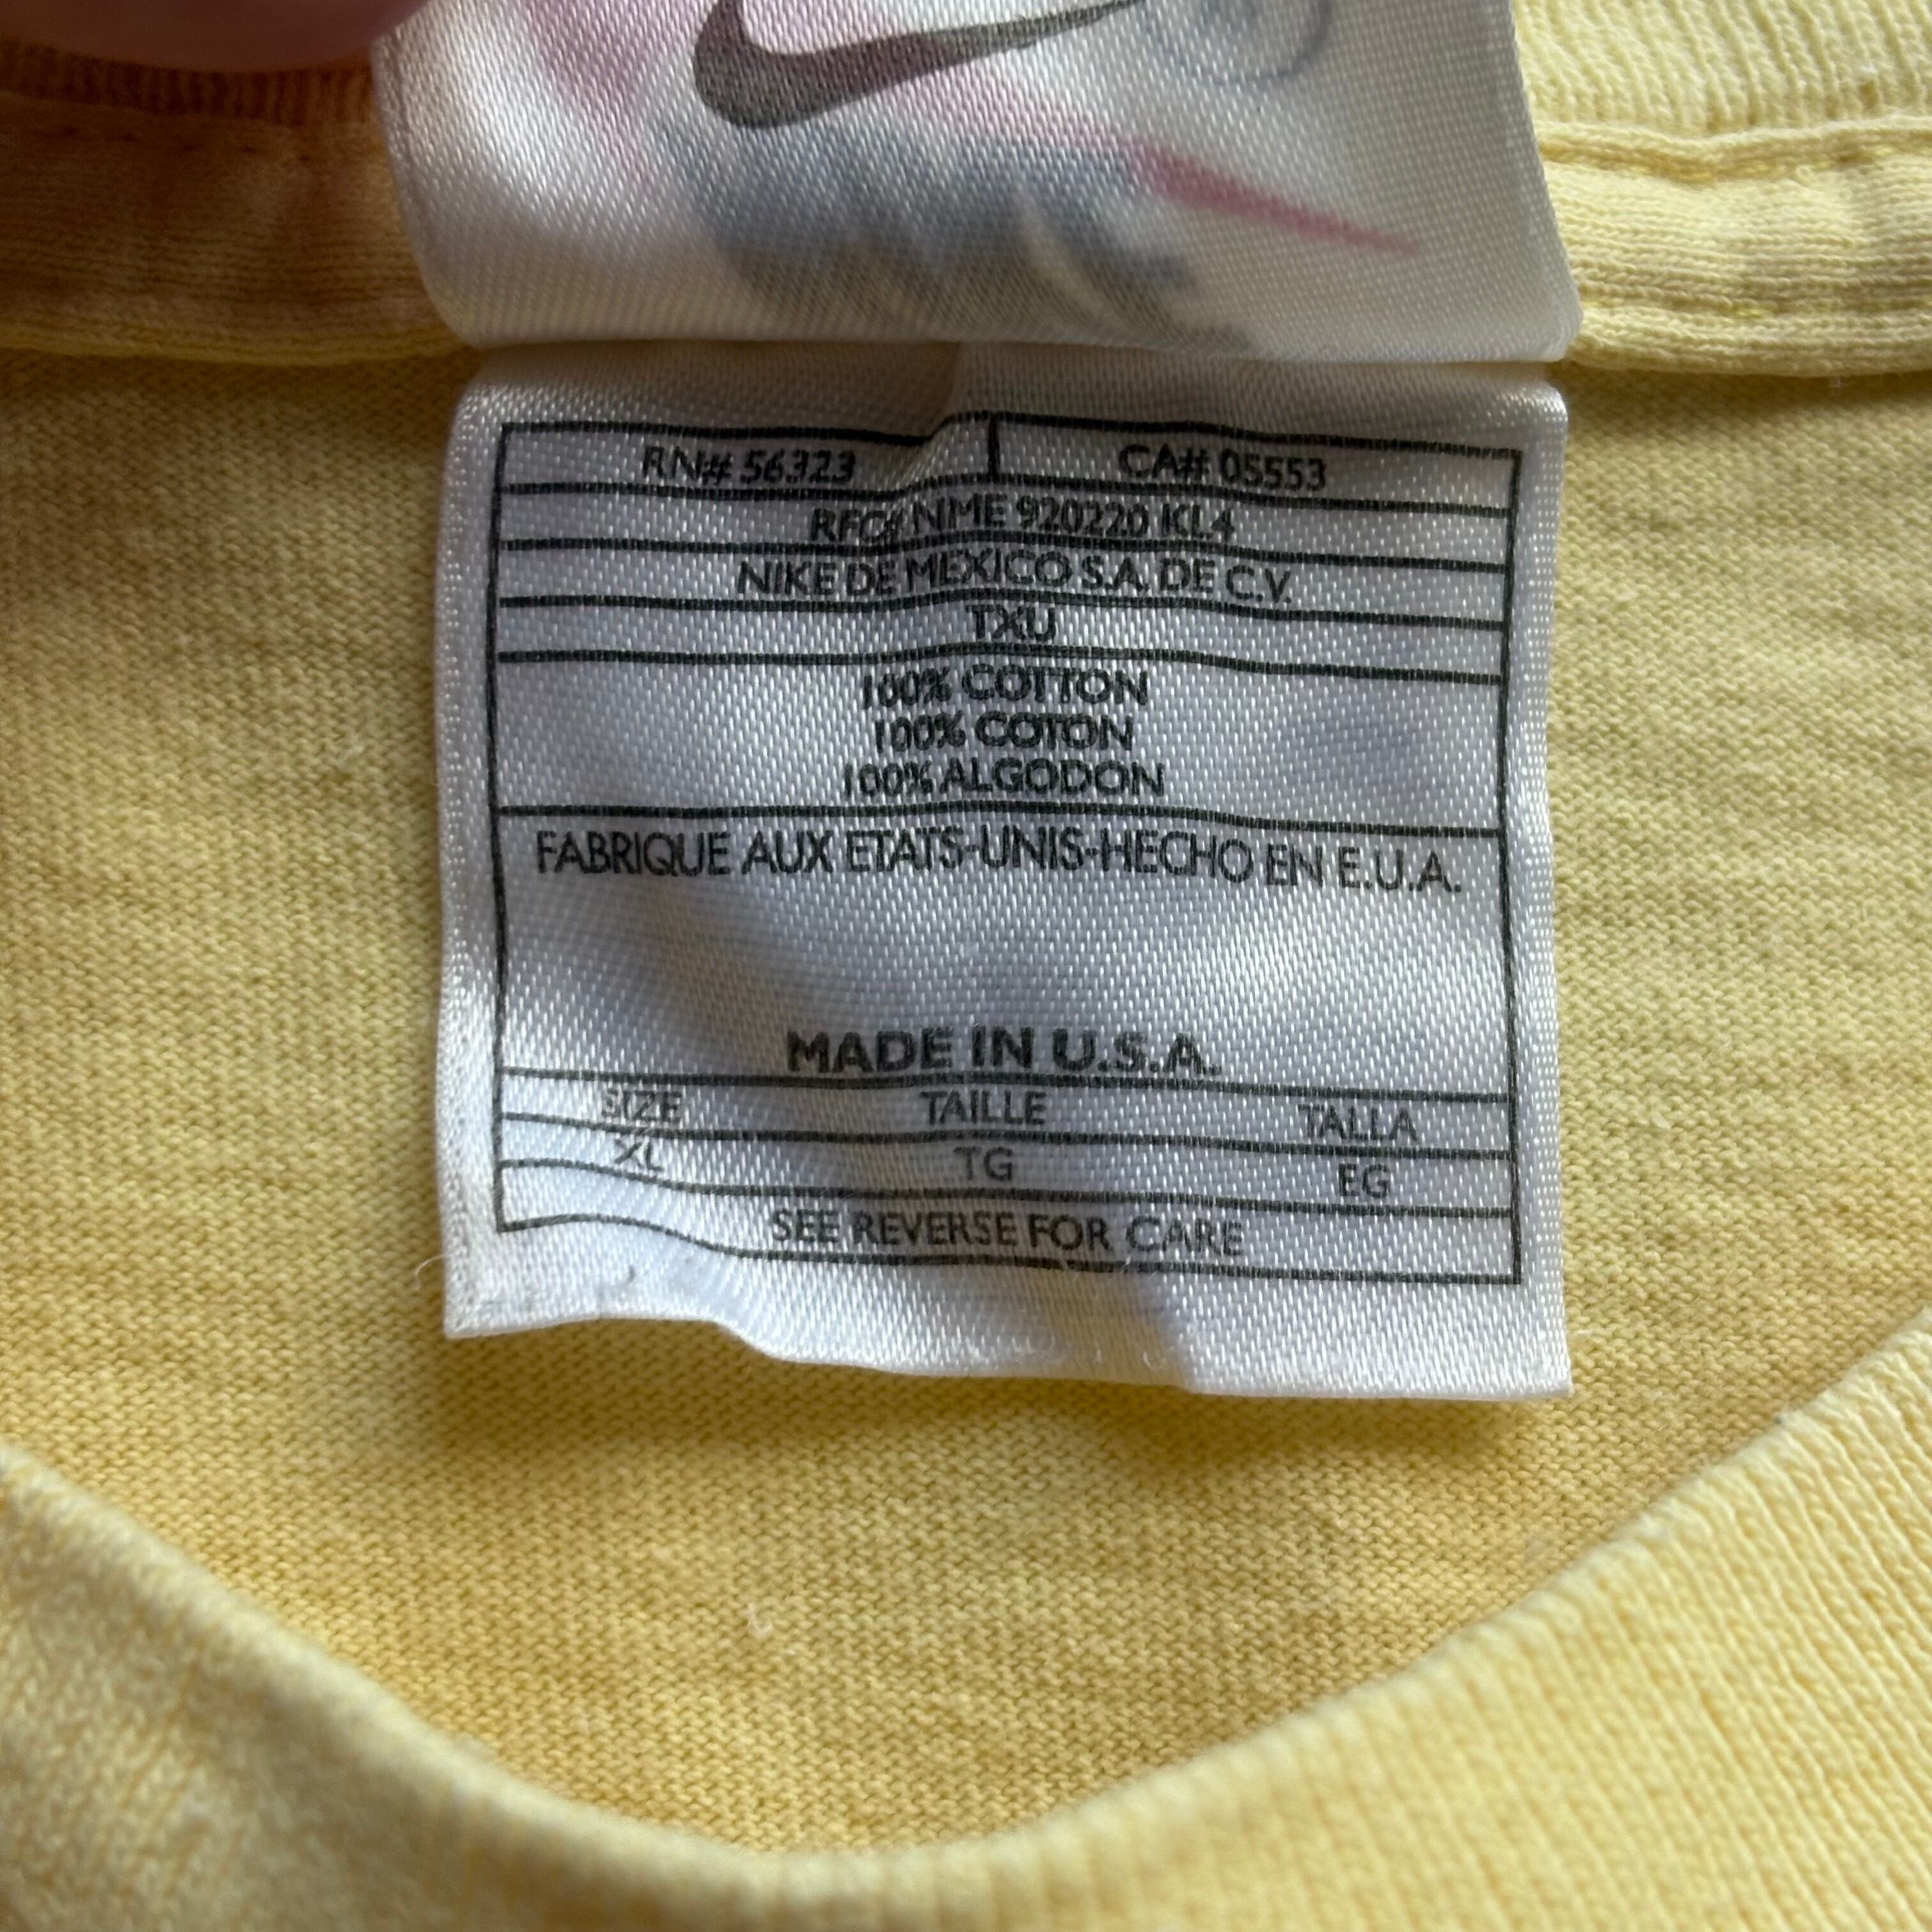 RN# 56323 CA# 05553
RFC# NME 920220 KL4
NIKE DE MEXICO S.A. DE C.V.
TXU
100% COTTON
100% COTON
100% ALGODON
FABRIQUE AUX ETATS-UNIS-HECHO EN E.U.A.
MADE IN U.S.A.
SIZE TAILLE TALLA
XL TG EG
SEE REVERSE FOR CARE